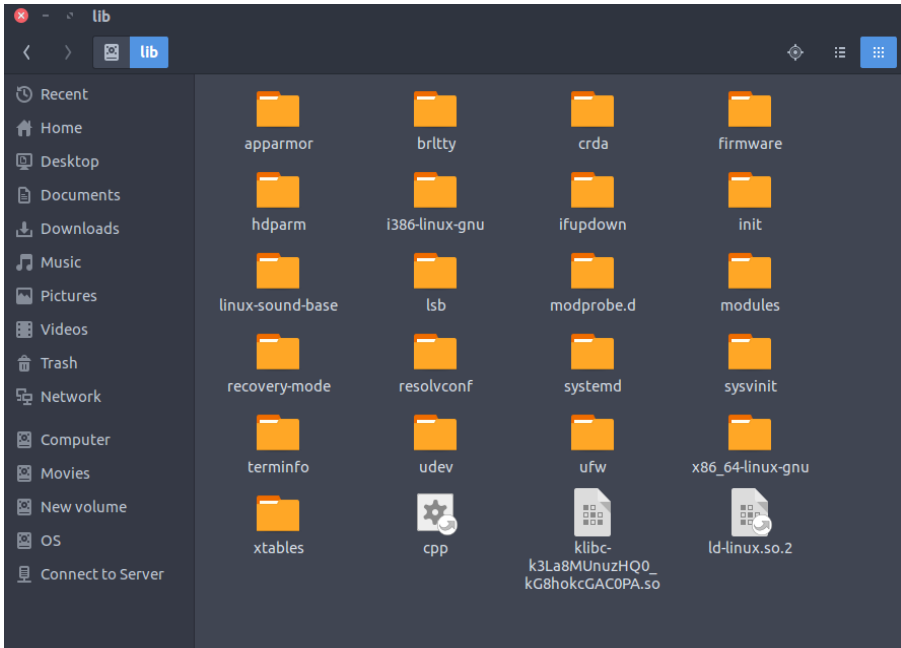 lib
lib
Recent
Home
Desktop
Documents
Downloads
Music
Pictures
Videos
Trash
Network
Computer
Movies
New volume
OS
Connect to Server
apparmor
brltty
crda
firmware
hdparm
i386-linux-gnu
ifupdown
init
linux-sound-base
lsb
modprobe.d
modules
recovery-mode
resolvconf
systemd
sysvinit
terminfo
udev
ufw
x86_64-linux-gnu
xtables
cpp
klibc-
k3La8MUnuzHQ0_
kG8hokcGAC0PA.so
ld-linux.so.2